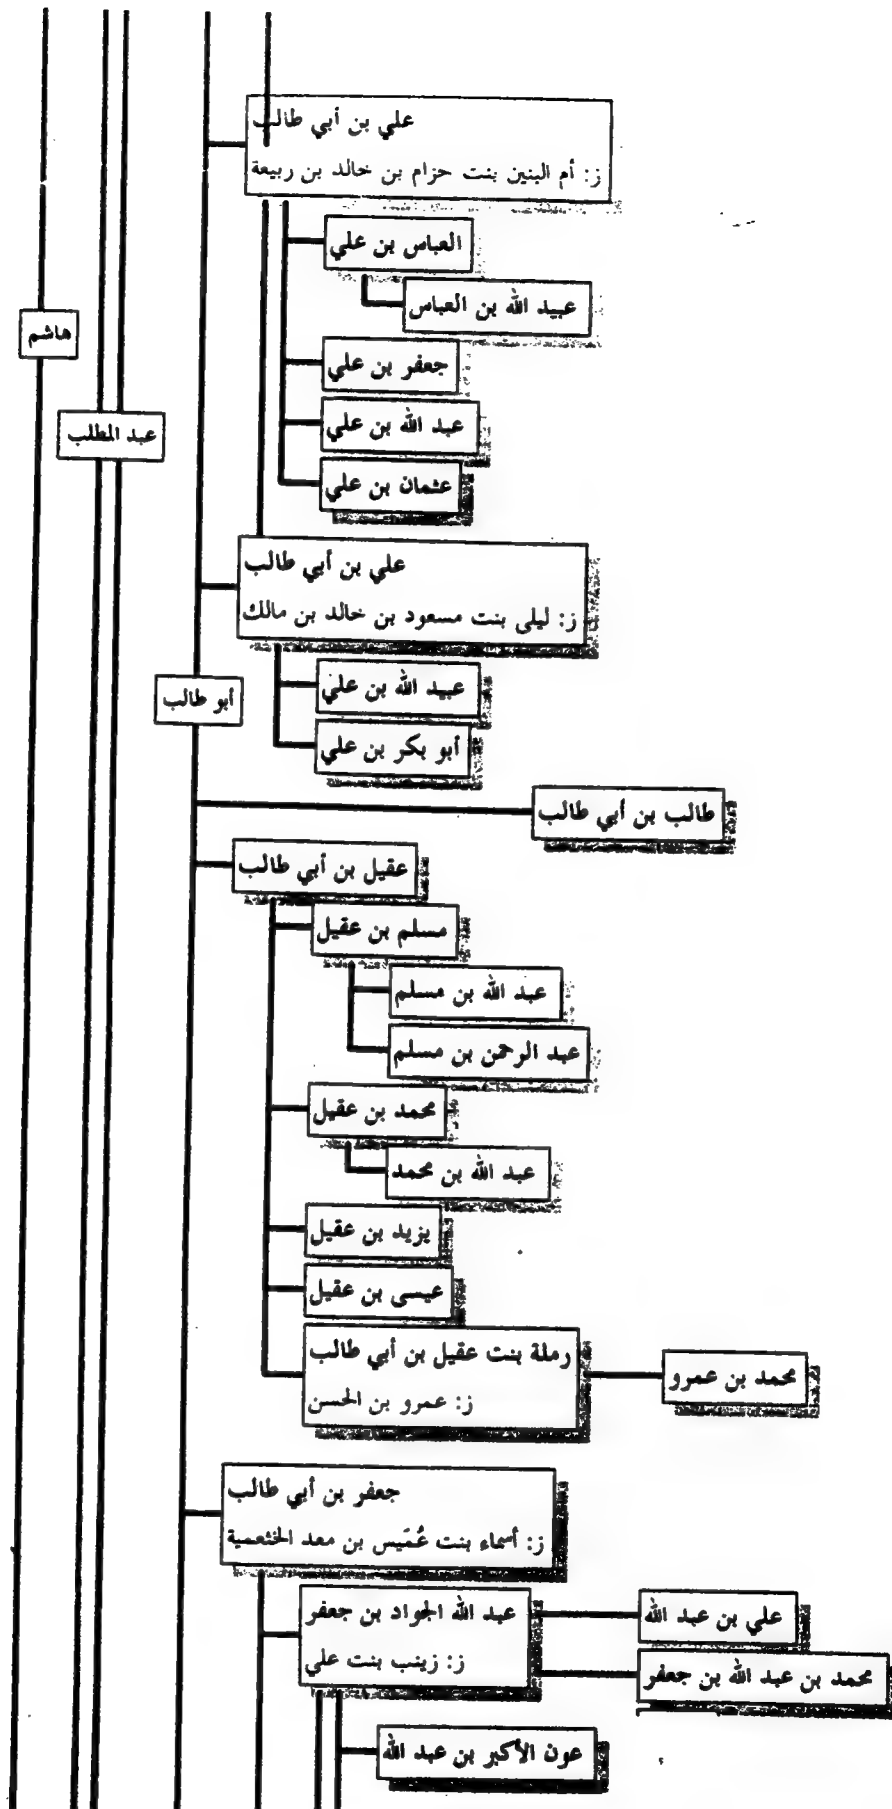 علي بن أبي طالب
ز: أم البنين بنت حزام بن خالد بن ربيعة
العباس بن علي
عبيد الله بن العباس
هاشم
جعفر بن علي
عبد الله بن علي
عبد المطلب
عثمان بن علي
علي بن أبي طالب
ز: ليلى بنت مسعود بن خالد بن مالك
عبيد الله بن علي
أبو طالب
أبو بكر بن علي
طالب بن أبي طالب
عقيل بن أبي طالب
مسلم بن عقيل
عبد الله بن مسلم
عبد الرحمن بن مسلم
محمد بن عقيل
عبد الله بن محمد
يزيد بن عقيل
عيسى بن عقيل
رملة بنت عقيل بن أبي طالب
ز: عمرو بن الحسن
محمد بن عمرو
جعفر بن أبي طالب
ز: أسماء بنت عُمَيس بن معد الخثعمية
عبد الله الجواد بن جعفر
ز: زينب بنت علي
علي بن عبد الله
محمد بن عبد الله بن جعفر
عون الأكبر بن عبد الله